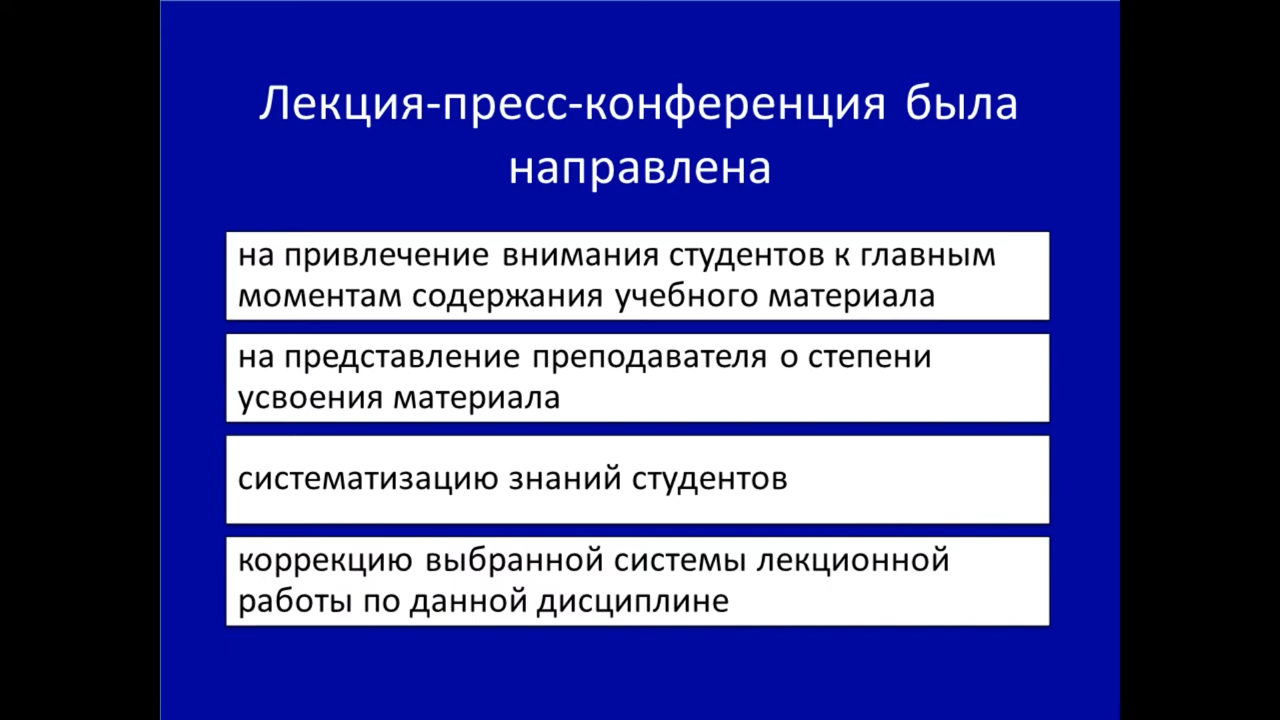 Лекция-пресс-конференция была
направлена
на привлечение внимания студентов к главным
моментам содержания учебного материала
на представление преподавателя о степени
усвоения материала
систематизацию знаний студентов
коррекцию выбранной системы лекционной
работы по данной дисциплине